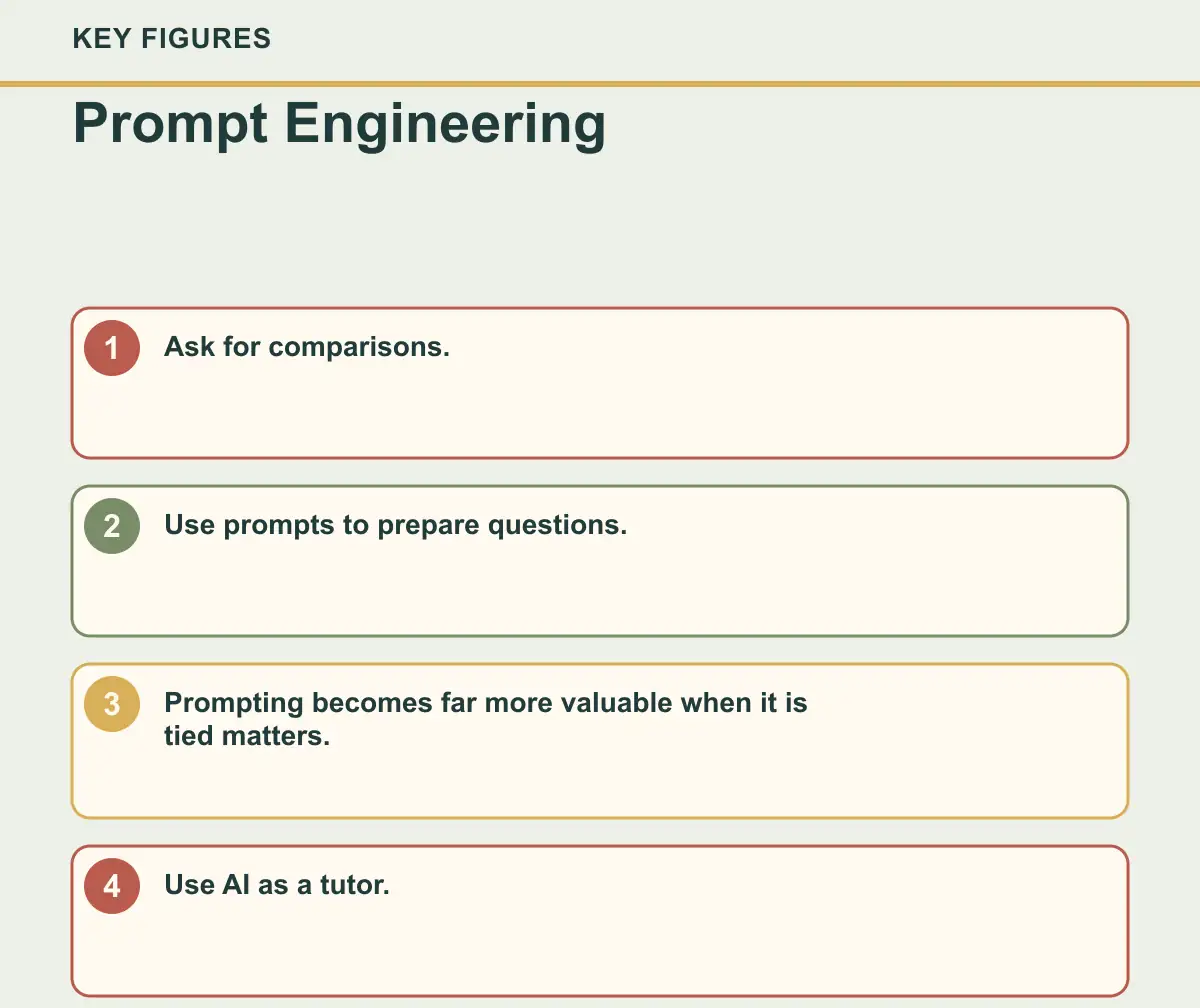 KEY FIGURES
Prompt Engineering
1 Ask for comparisons.
2 Use prompts to prepare questions.
3 Prompting becomes far more valuable when it is
tied matters.
4 Use AI as a tutor.